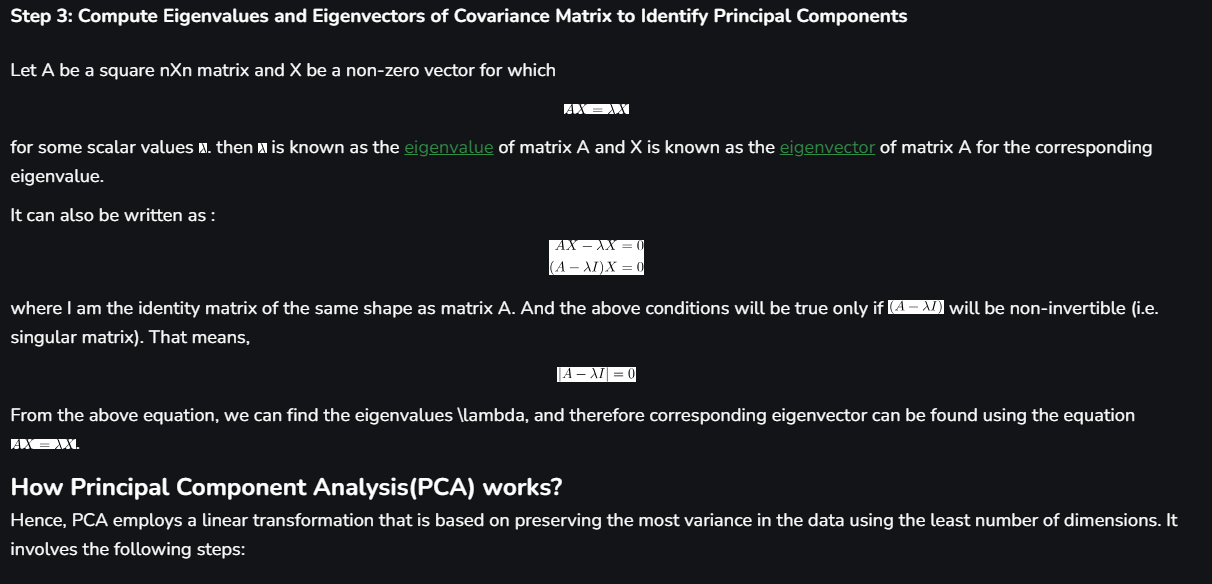 Step 3: Compute Eigenvalues and Eigenvectors of Covariance Matrix to Identify Principal Components
Let A be a square nXn matrix and X be a non-zero vector for which
AX = λX
for some scalar values λ. then λ is known as the eigenvalue of matrix A and X is known as the eigenvector of matrix A for the corresponding
eigenvalue.
It can also be written as :
AX − λX = 0
(A − λI)X = 0
where I am the identity matrix of the same shape as matrix A. And the above conditions will be true only if (A − λI) will be non-invertible (i.e.
singular matrix). That means,
|A − λI| = 0
From the above equation, we can find the eigenvalues \lambda, and therefore corresponding eigenvector can be found using the equation
AX = λX.
How Principal Component Analysis(PCA) works?
Hence, PCA employs a linear transformation that is based on preserving the most variance in the data using the least number of dimensions. It
involves the following steps: